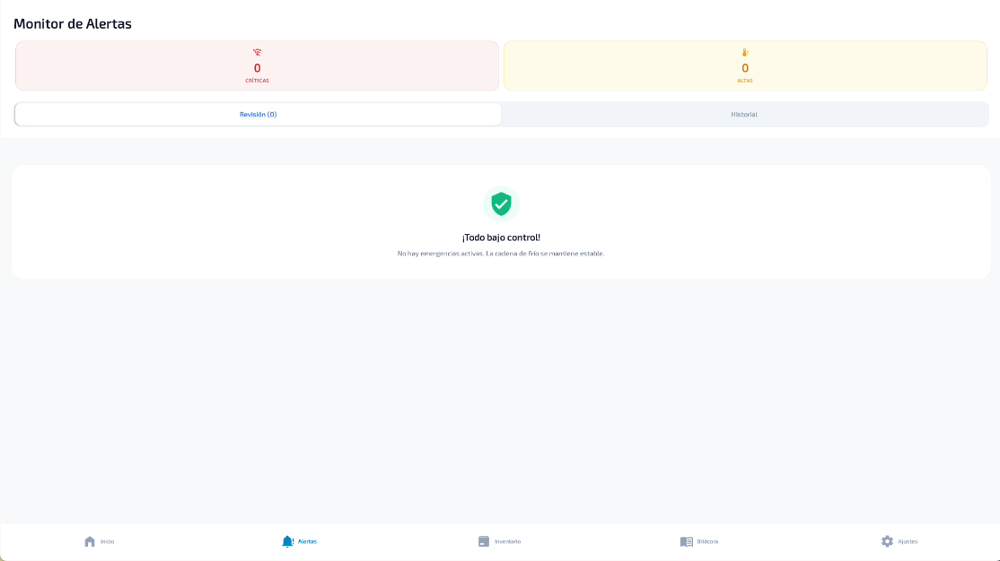 Monitor de Alertas
0
CRÍTICAS
0
ALTAS
Revisión (0)
Historial
¡Todo bajo control!
No hay emergencias activas. La cadena de frío se mantiene estable.
Inicio
Alertas
Inventario
Bitácora
Ajustes